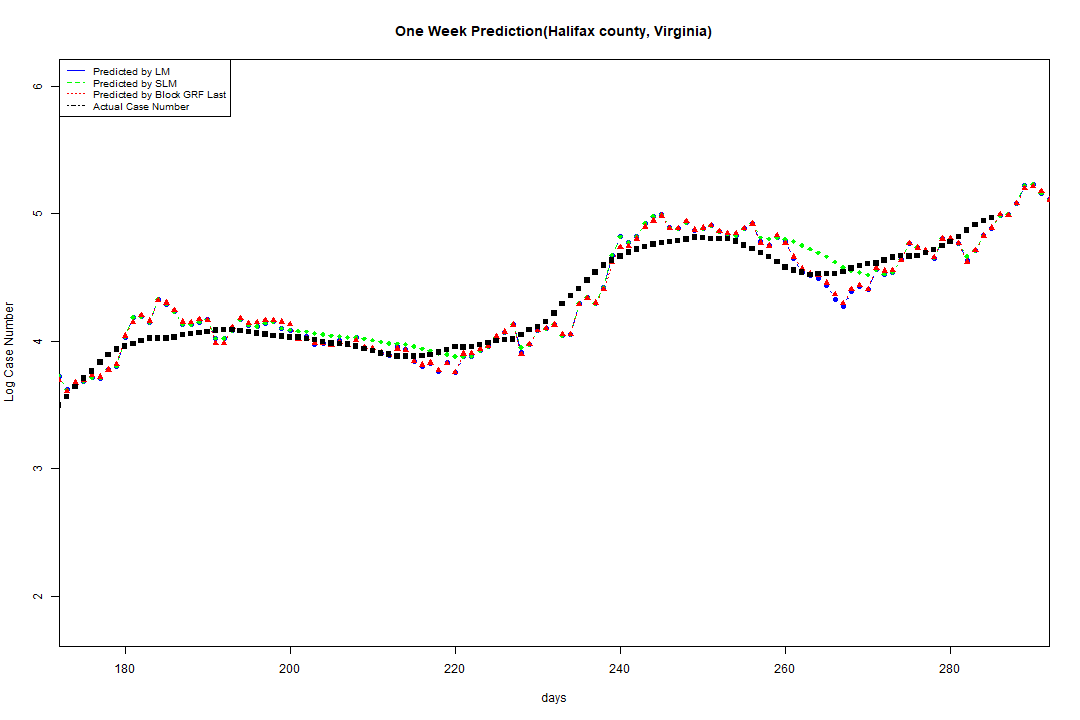 One Week Prediction(Halifax county, Virginia)
Predicted by LM
Predicted by SLM
Predicted by Block GRF Last
Actual Case Number
6
5
4
3
2
Log Case Number
180 200 220 240 260 280
days